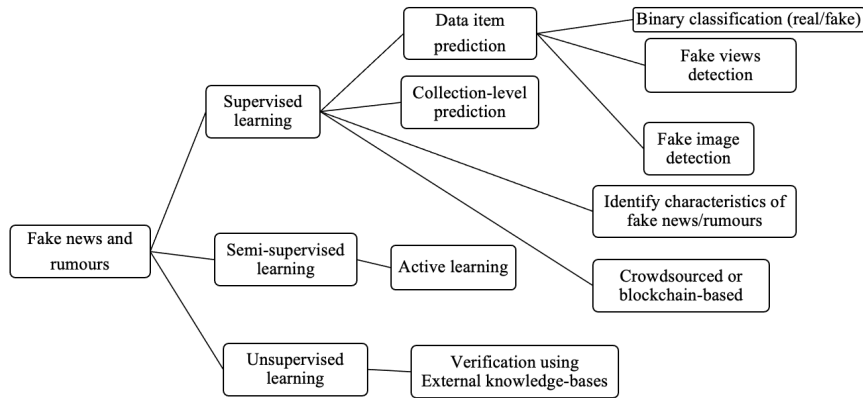 Data item
prediction
Binary classification (real/fake)
Fake views
detection
Supervised
learning
Collection-level
prediction
Fake image
detection
Identify characteristics of
fake news/rumours
Fake news and
rumours
Semi-supervised
learning
Active learning
Crowdsourced or
blockchain-based
Unsupervised
learning
Verification using
External knowledge-bases